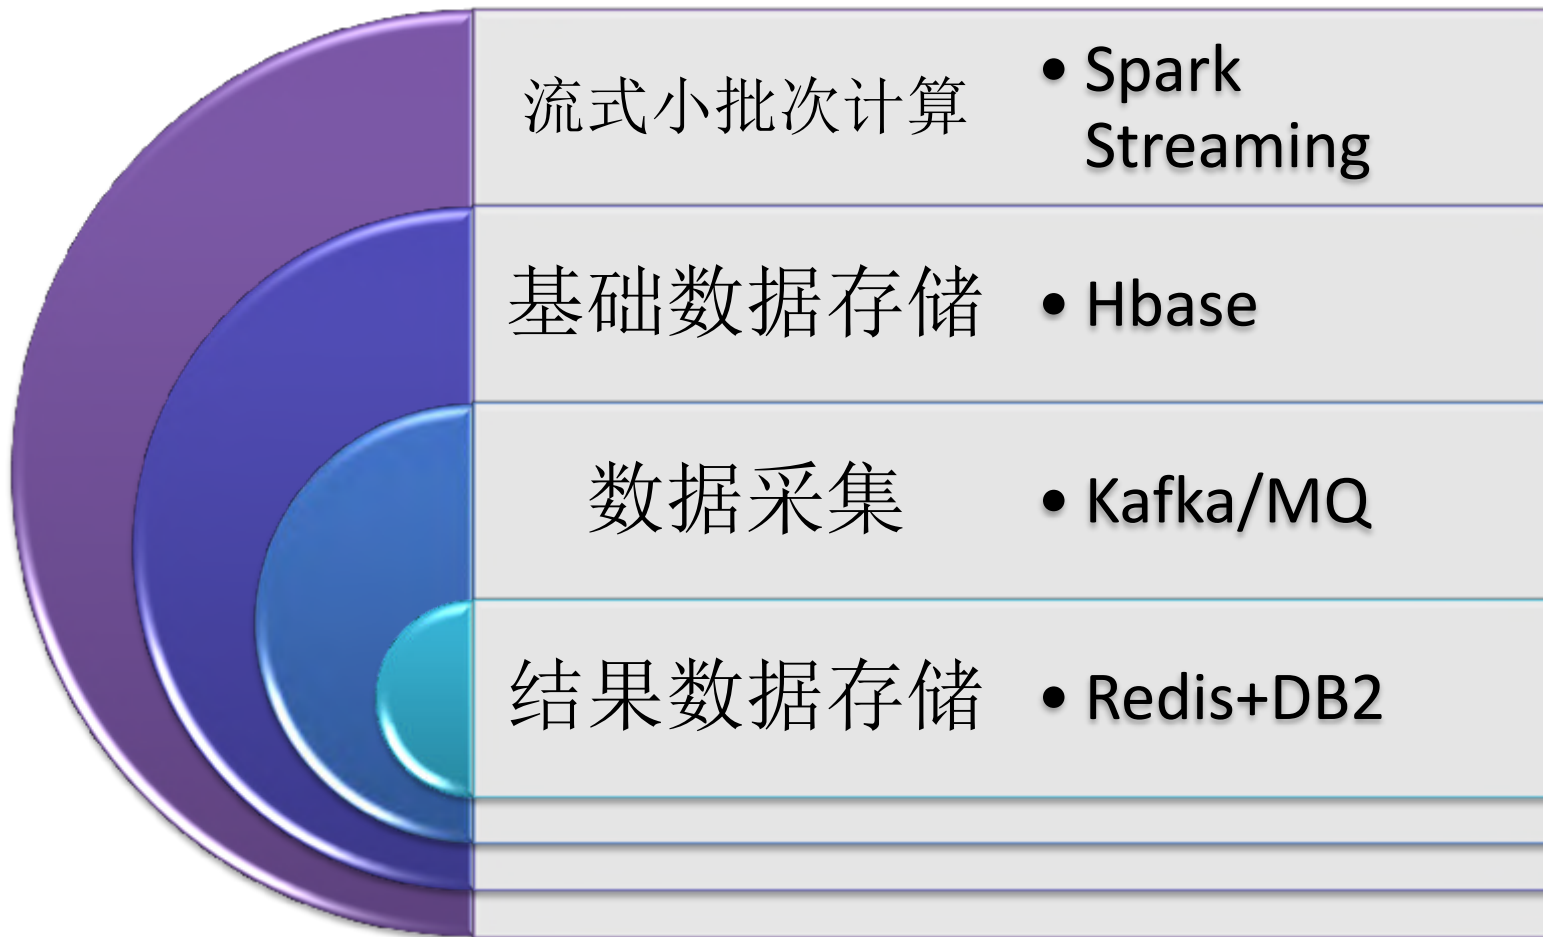 流式小批次计算
• Spark
Streaming
基础数据存储
• Hbase
数据采集
• Kafka/MQ
结果数据存储
• Redis+DB2